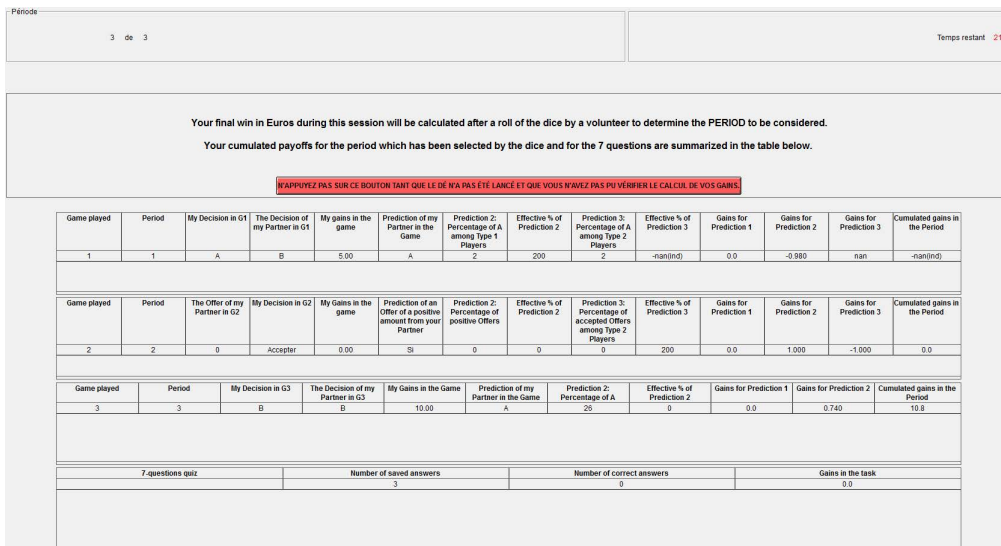 Période
3 de 3
Temps restant 21
Your final win in Euros during this session will be calculated after a roll of the dice by a volunteer to determine the PERIOD to be considered.
Your cumulated payoffs for the period which has been selected by the dice and for the 7 questions are summarized in the table below.
N'APPUYEZ PAS SUR CE BOUTON TANT QUE LE DÉ N'A PAS ÉTÉ LANCÉ ET QUE VOUS N'AVEZ PAS PU VÉRIFIER LE CALCUL DE VOS GAINS.
Game played Period My Decision in G1 The Decision of my Partner in G1 My gains in the game Prediction of my Partner in the Game Prediction 2: Percentage of A among Type 1 Players Effective % of Prediction 2 Prediction 3: Percentage of A among Type 2 Players Effective % of Prediction 3 Gains for Prediction 1 Gains for Prediction 2 Gains for Prediction 3 Cumulated gains in the Period
1 1 A B 5.00 A 2 200 2 -nan(ind) 0.0 -0.980 nan -nan(ind)
Game played Period The Offer of my Partner in G2 My Decision in G2 My Gains in the game Prediction of an Offer of a positive amount from your Partner Prediction 2: Percentage of positive Offers Effective % of Prediction 2 Prediction 3: Percentage of accepted Offers among Type 2 Players Effective % of Prediction 3 Gains for Prediction 1 Gains for Prediction 2 Gains for Prediction 3 Cumulated gains in the Period
2 2 0 Accepter 0.00 Si 0 0 0 200 0.0 1.000 -1.000 0.0
Game played Period My Decision in G3 The Decision of my Partner in G3 My Gains in the Game Prediction of my Partner in the Game Prediction 2: Percentage of A Effective % of Prediction 2 Gains for Prediction 1 Gains for Prediction 2 Cumulated gains in the Period
3 3 B B 10.00 A 26 0 0.0 0.740 10.8
7-questions quiz Number of saved answers Number of correct answers Gains in the task
3 0 0.0